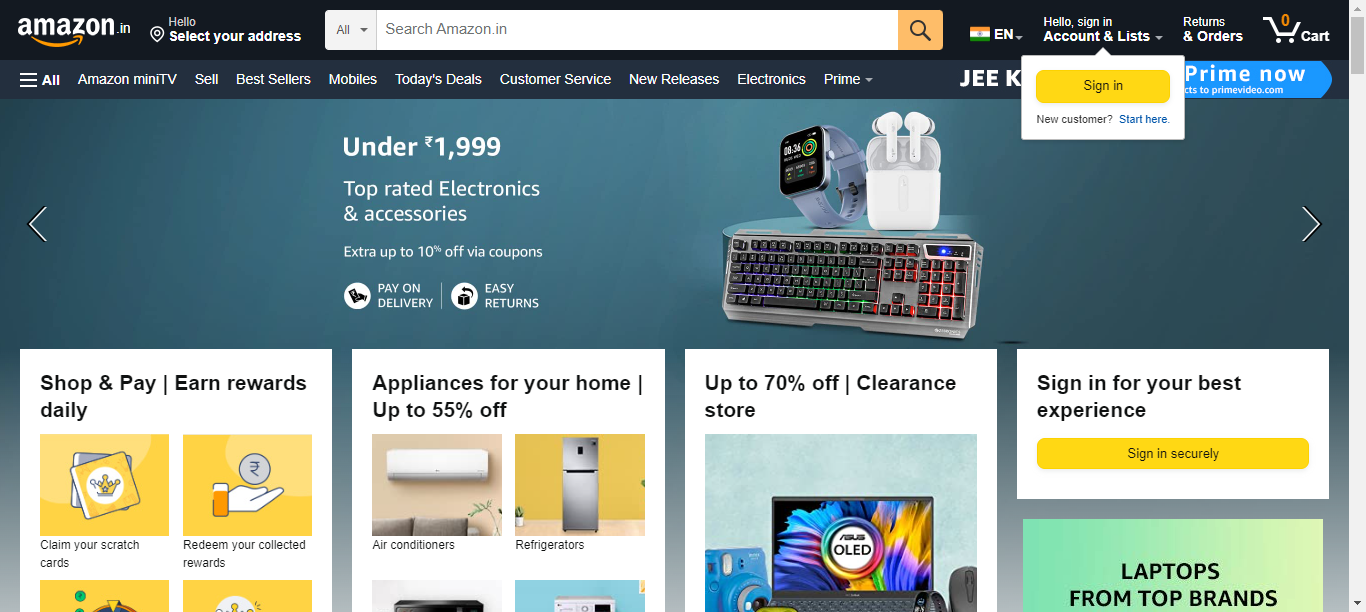 amazon.in
Hello
Select your address
All
Search Amazon.in
EN
Hello, sign in
Account & Lists
Returns
& Orders
0
Cart
All
Amazon miniTV
Sell
Best Sellers
Mobiles
Today's Deals
Customer Service
New Releases
Electronics
Prime
JEE K
Prime now
cts to primevideo.com
Sign in
New customer? Start here.
Under ₹1,999
Top rated Electronics
& accessories
Extra up to 10% off via coupons
PAY ON
DELIVERY
EASY
RETURNS
08:36
Shop & Pay | Earn rewards
daily
Claim your scratch
cards
Redeem your collected
rewards
Appliances for your home |
Up to 55% off
Air conditioners
Refrigerators
Up to 70% off | Clearance
store
ASUS
OLED
Sign in for your best
experience
Sign in securely
LAPTOPS
FROM TOP BRANDS